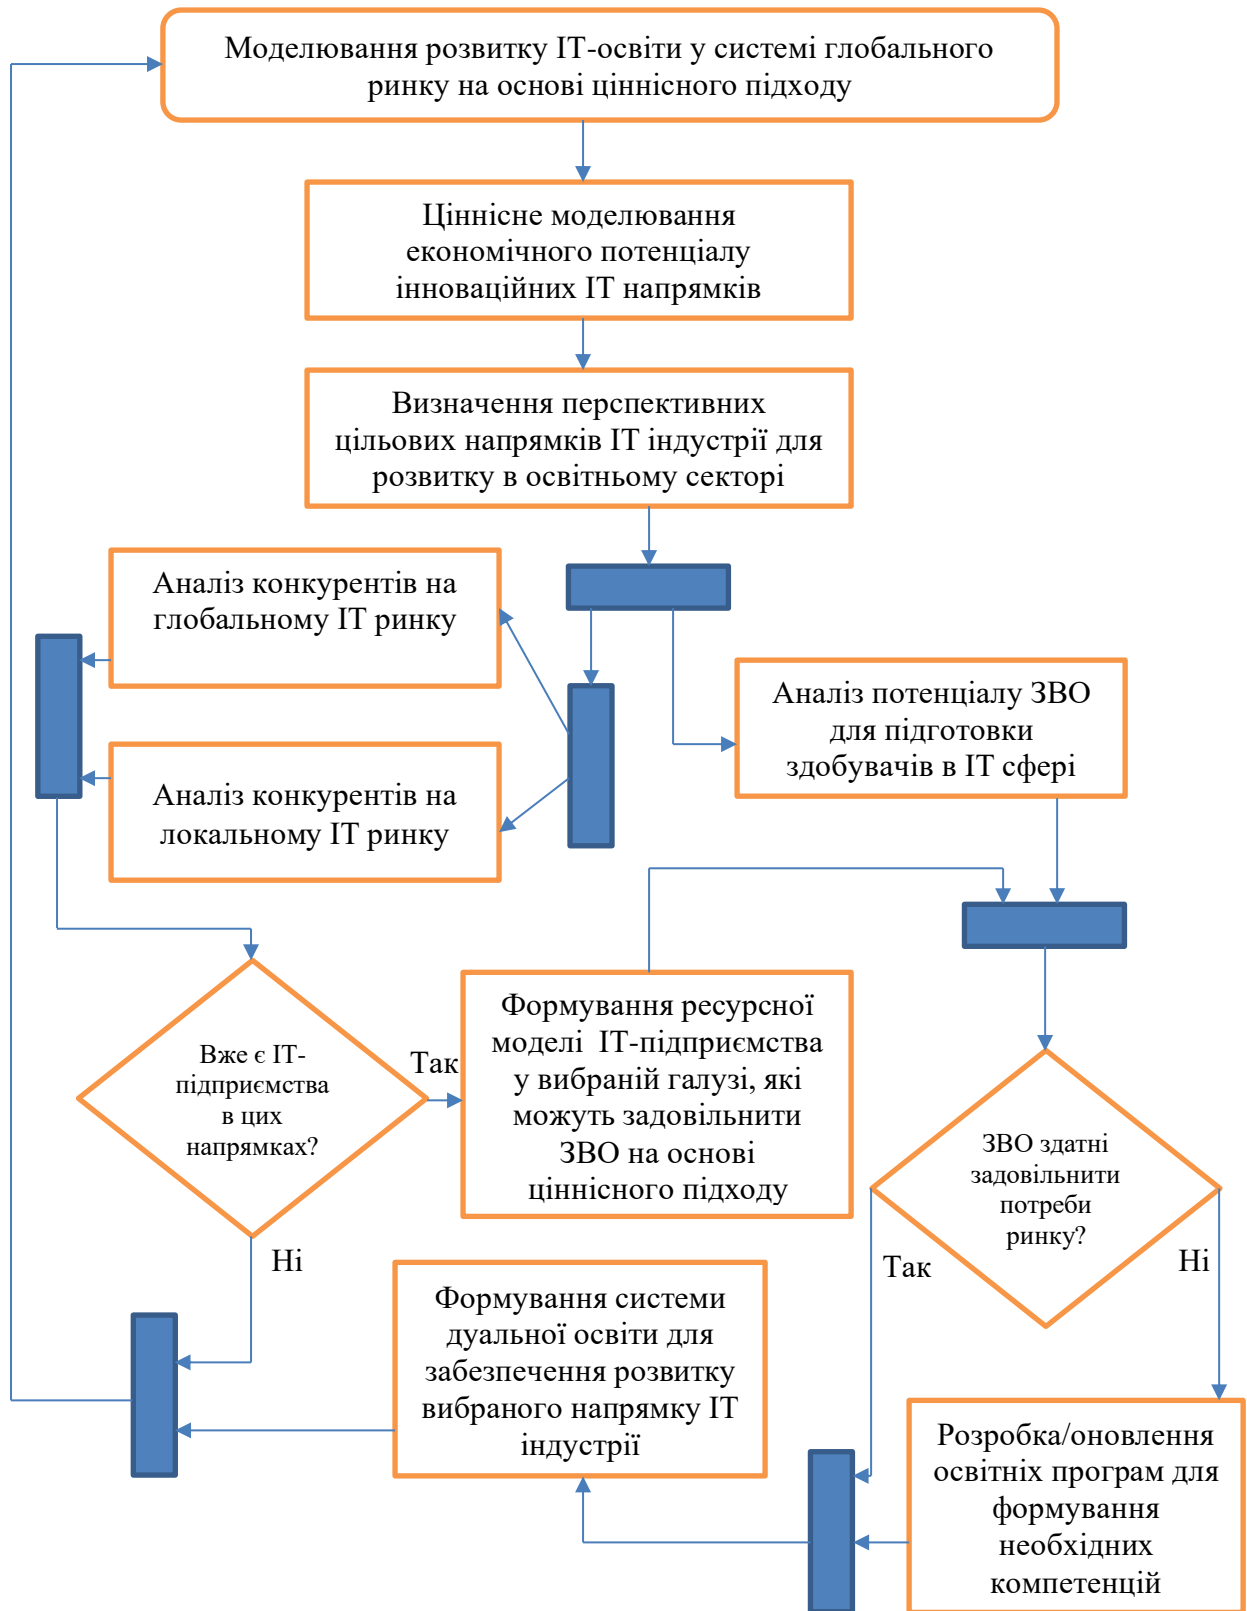 Моделювання розвитку ІТ-освіти у системі глобального
ринку на основі ціннісного підходу
Ціннісне моделювання
економічного потенціалу
інноваційних ІТ напрямків
Визначення перспективних
цільових напрямків ІТ індустрії для
розвитку в освітньому секторі
Аналіз конкурентів на
глобальному ІТ ринку
Аналіз потенціалу ЗВО
для підготовки
здобувачів в ІТ сфері
Аналіз конкурентів на
локальному ІТ ринку
Вже є ІТ-
підприємства
в цих
напрямках?
Так
Формування ресурсної
моделі  ІТ-підприємства
у вибраній галузі, які
можуть задовільнити
ЗВО на основі
ціннісного підходу
ЗВО здатні
задовільнити
потреби
ринку?
Ні
Так
Ні
Формування системи
дуальної освіти для
забезпечення розвитку
вибраного напрямку ІТ
індустрії
Розробка/оновлення
освітніх програм для
формування
необхідних
компетенцій